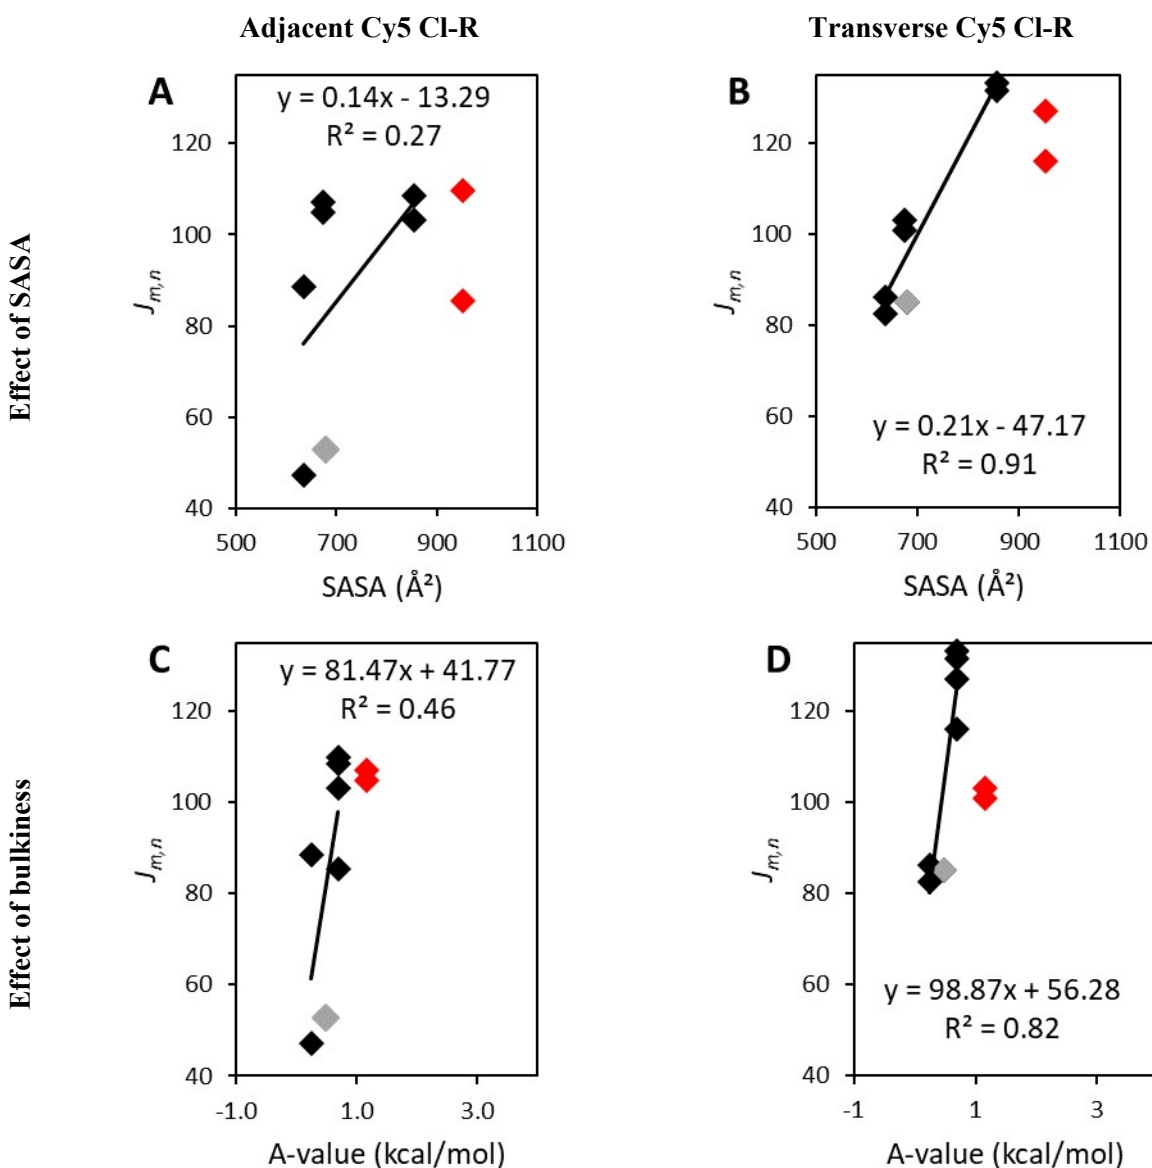 Adjacent Cy5 Cl-R
Transverse Cy5 Cl-R
Effect of SASA
A
y = 0.14x - 13.29
R² = 0.27
120
100
80
60
40
500 700 900 1100
J_{m,n}
SASA (Å²)
B
y = 0.21x - 47.17
R² = 0.91
120
100
80
60
40
500 700 900 1100
J_{m,n}
SASA (Å²)
Effect of bulkiness
C
y = 81.47x + 41.77
R² = 0.46
120
100
80
60
40
-1.0 1.0 3.0
J_{m,n}
A-value (kcal/mol)
D
y = 98.87x + 56.28
R² = 0.82
120
100
80
60
40
-1 1 3
J_{m,n}
A-value (kcal/mol)